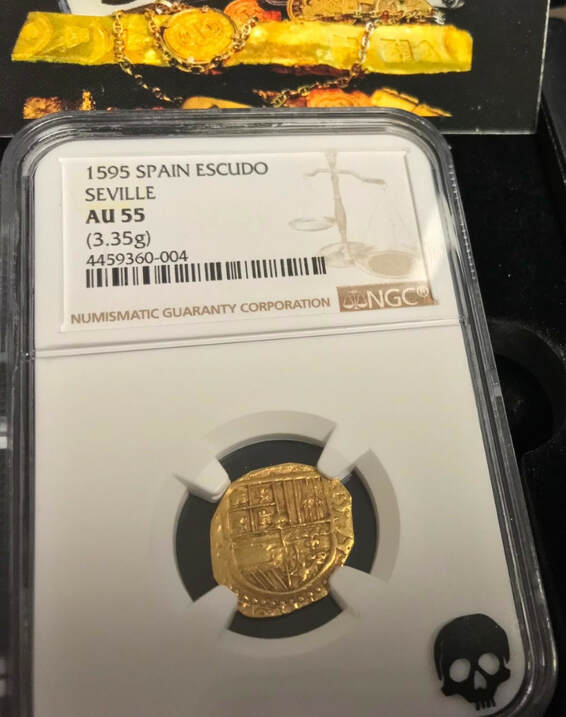 1595 SPAIN ESCUDO
SEVILLE
AU 55
(3.35g)
4459360-004
NUMISMATIC GUARANTY CORPORATION NGC®